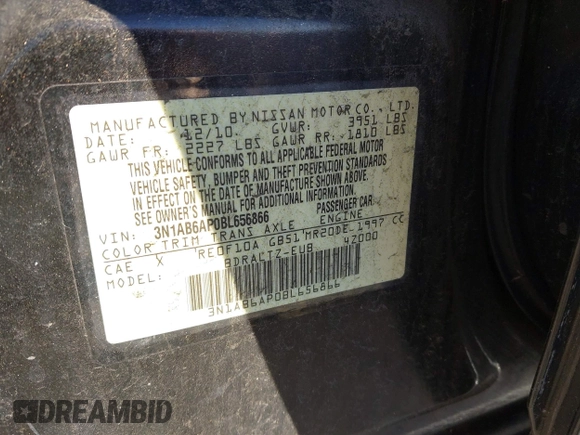 MANUFACTURED BY NISSAN MOTOR CO., LTD.
DATE: 12/10 GVWR: 3951 LBS
GAWR FR: 2227 LBS GAWR RR: 1810 LBS
THIS VEHICLE CONFORMS TO ALL APPLICABLE FEDERAL MOTOR
VEHICLE SAFETY, BUMPER AND THEFT PREVENTION STANDARDS
IN EFFECT ON THE DATE OF MANUFACTURE SHOWN ABOVE.
SEE OWNER'S MANUAL FOR ADDITIONAL INFORMATION.
VIN: 3N1AB6AP0BL656866 PASSENGER CAR
COLOR TRIM TRANS AXLE ENGINE
CAE X RE0F10A GB51 MR20DE 1997 CC
BDRALTZ-EUB 4Z000
3N1AB6AP0BL656866
DREAMBID